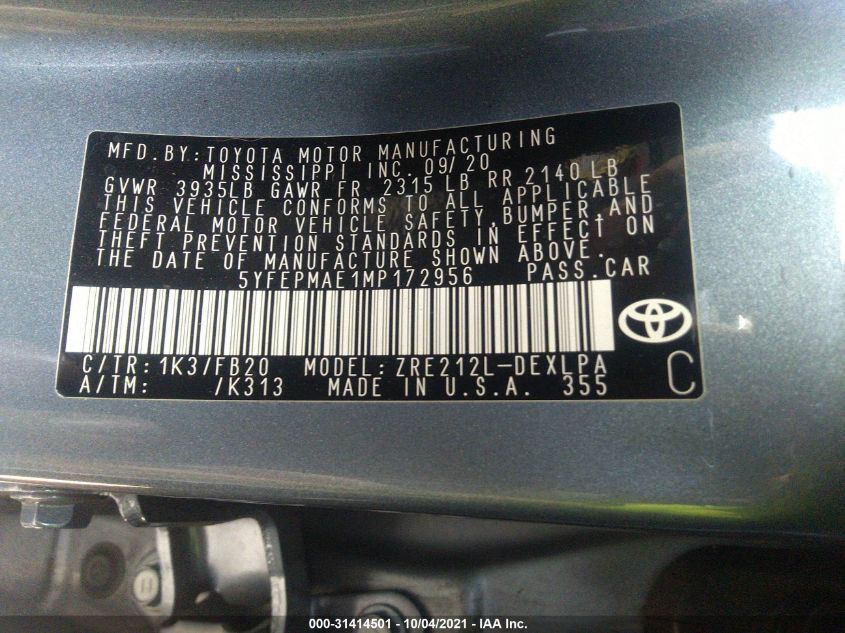 MFD.BY:TOYOTA MOTOR MANUFACTURING
MISSISSIPPI INC. 09/20
GVWR 3935LB GAWR FR 2315 LB RR 2140 LB
THIS VEHICLE CONFORMS TO ALL APPLICABLE
FEDERAL MOTOR VEHICLE SAFETY,BUMPER,AND
THEFT PREVENTION STANDARDS IN EFFECT ON
THE DATE OF MANUFACTURE SHOWN ABOVE.
5YFEPMAE1MP172956 PASS.CAR
C/TR:1K3/FB20 MODEL:ZRE212L-DEXLPA
A/TM: /K313 MADE IN U.S.A. 355 C
000-31414501 - 10/04/2021 - IAA Inc.